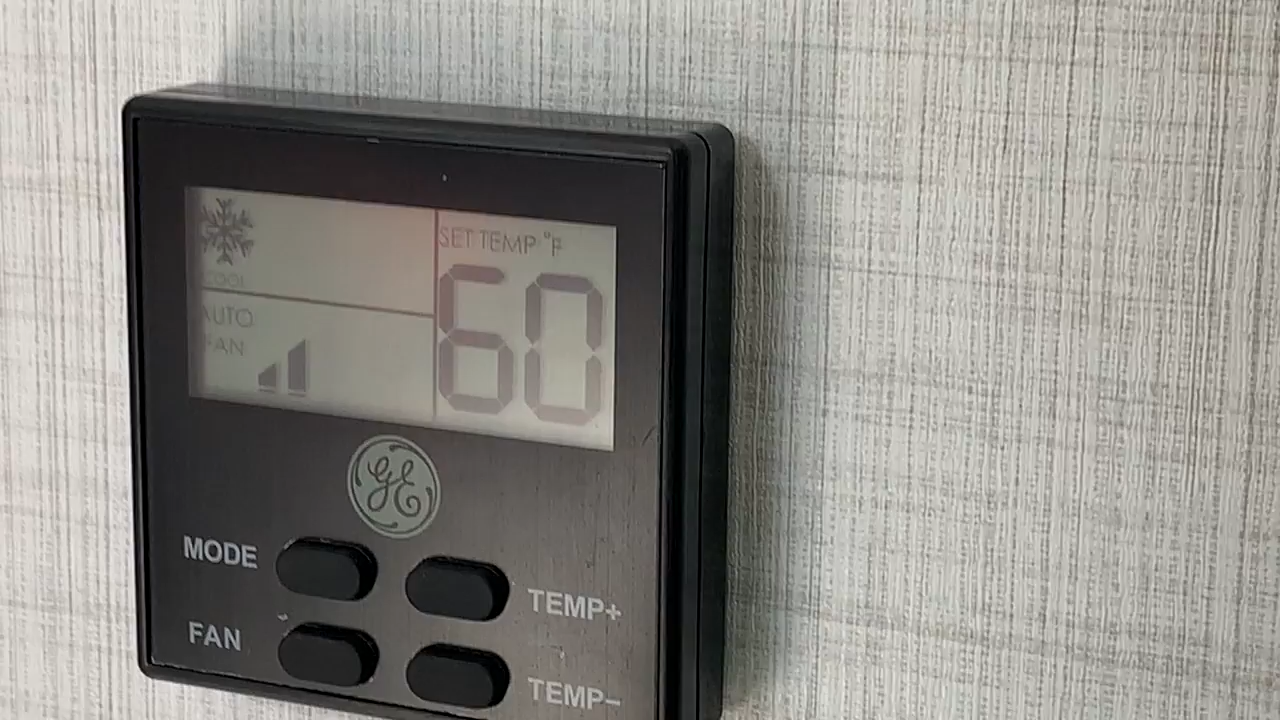 SET TEMP °F
COOL
60
AUTO
FAN
GE
MODE
TEMP+
FAN
TEMP−